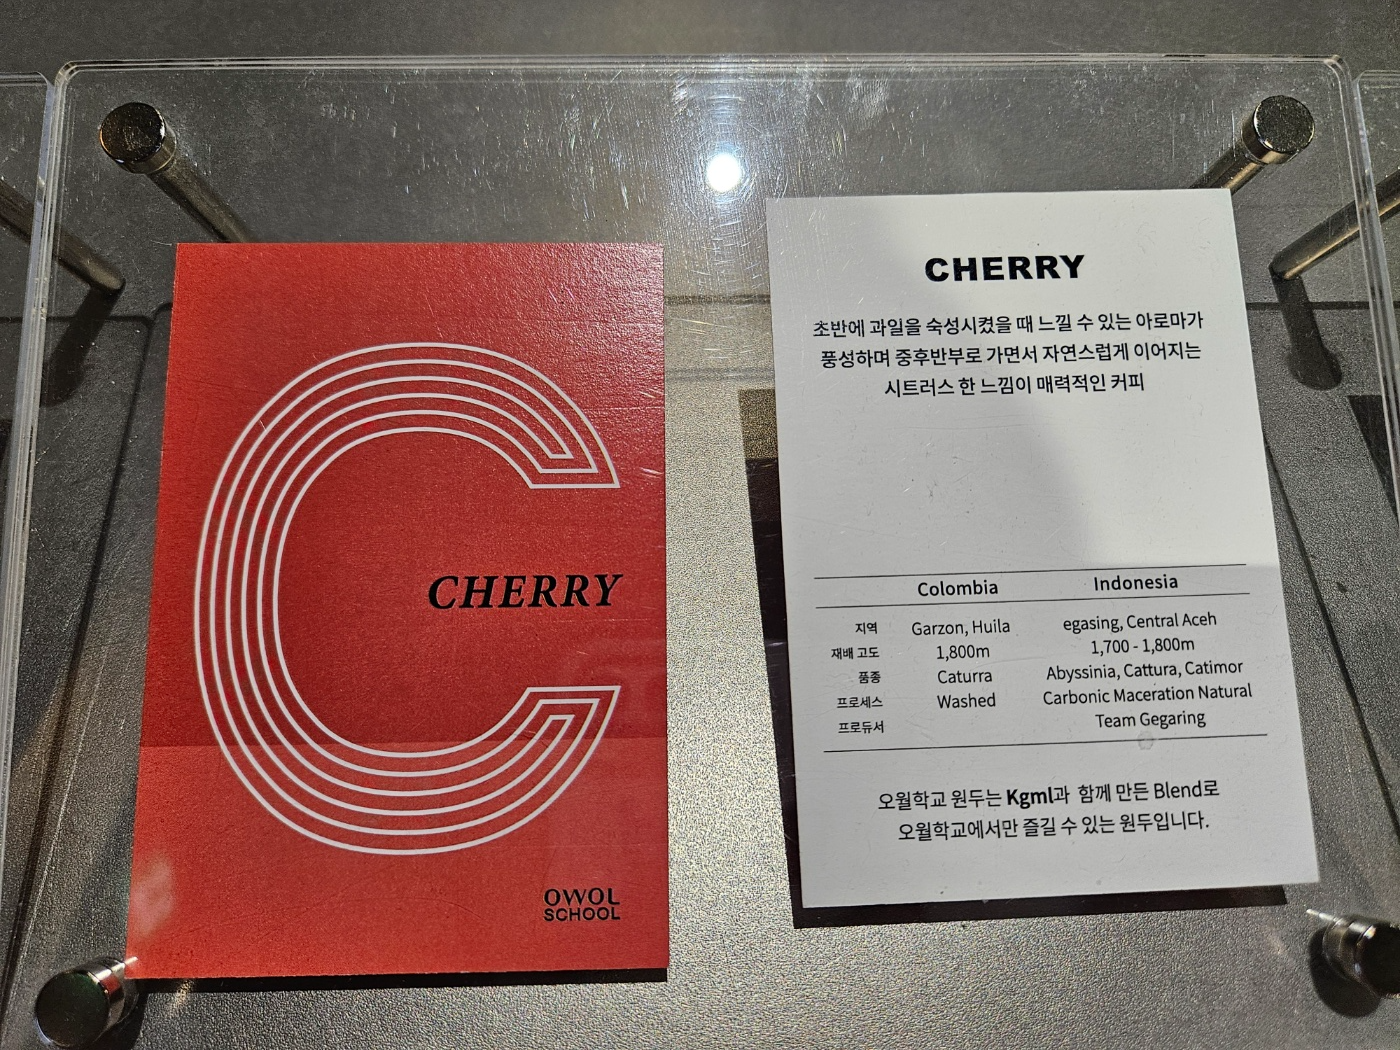 CHERRY
OWOL
SCHOOL
CHERRY
초반에 과일을 숙성시켰을 때 느낄 수 있는 아로마가
풍성하며 중후반부로 가면서 자연스럽게 이어지는
시트러스 한 느낌이 매력적인 커피
Colombia Indonesia
지역 Garzon, Huila egasing, Central Aceh
재배 고도 1,800m 1,700 - 1,800m
품종 Caturra Abyssinia, Cattura, Catimor
프로세스 Washed Carbonic Maceration Natural
프로듀서 Team Gegaring
오월학교 원두는 Kgml과 함께 만든 Blend로
오월학교에서만 즐길 수 있는 원두입니다.